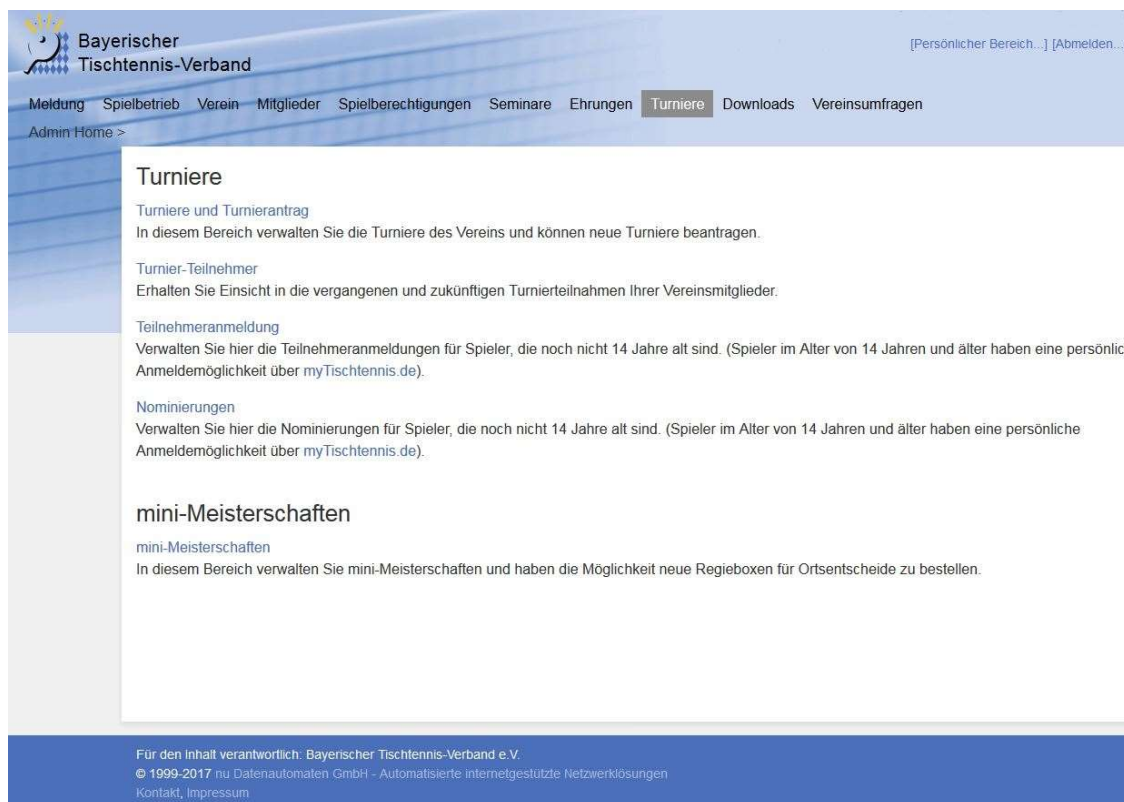 Bayerischer
Tischtennis-Verband
[Persönlicher Bereich...] [Abmelden...
Meldung Spielbetrieb Verein Mitglieder Spielberechtigungen Seminare Ehrungen Turniere Downloads Vereinsumfragen
Admin Home >
Turniere
Turniere und Turnierantrag
In diesem Bereich verwalten Sie die Turniere des Vereins und können neue Turniere beantragen.
Turnier-Teilnehmer
Erhalten Sie Einsicht in die vergangenen und zukünftigen Turnierteilnahmen Ihrer Vereinsmitglieder.
Teilnehmeranmeldung
Verwalten Sie hier die Teilnehmeranmeldungen für Spieler, die noch nicht 14 Jahre alt sind. (Spieler im Alter von 14 Jahren und älter haben eine persönlic
Anmeldemöglichkeit über myTischtennis.de).
Nominierungen
Verwalten Sie hier die Nominierungen für Spieler, die noch nicht 14 Jahre alt sind. (Spieler im Alter von 14 Jahren und älter haben eine persönliche
Anmeldemöglichkeit über myTischtennis.de).
mini-Meisterschaften
mini-Meisterschaften
In diesem Bereich verwalten Sie mini-Meisterschaften und haben die Möglichkeit neue Regieboxen für Ortsentscheide zu bestellen.
Für den Inhalt verantwortlich: Bayerischer Tischtennis-Verband e.V.
© 1999-2017 nu Datenautomaten GmbH - Automatisierte internetgestützte Netzwerklösungen
Kontakt, Impressum